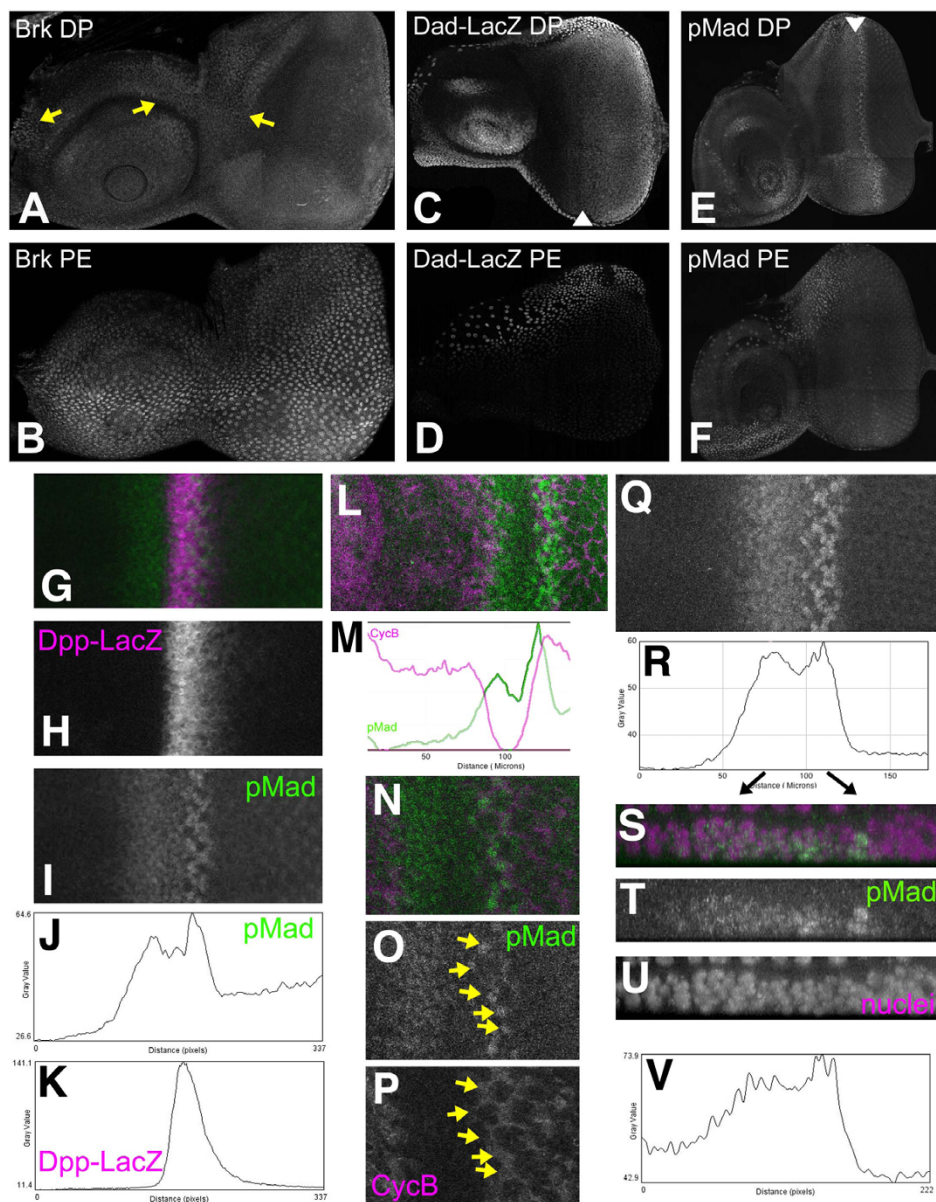 Brk DP
A
Dad-LacZ DP
C
pMad DP
E
Brk PE
B
Dad-LacZ PE
D
pMad PE
F
G
Dpp-LacZ
H
pMad
I
J
pMad
64.6
Gray Value
26.6
0
Distance (pixels)
337
K
141.1
Gray Value
11.4
Dpp-LacZ
0
Distance (pixels)
337
L
M
CycB
pMad
50
100
Distance ( Microns)
N
pMad
O
P
CycB
Q
R
60
50
40
Gray Value
0
50
100
150
Distance ( Microns)
S
pMad
T
U
nuclei
V
73.9
Gray Value
42.9
0
Distance (pixels)
222